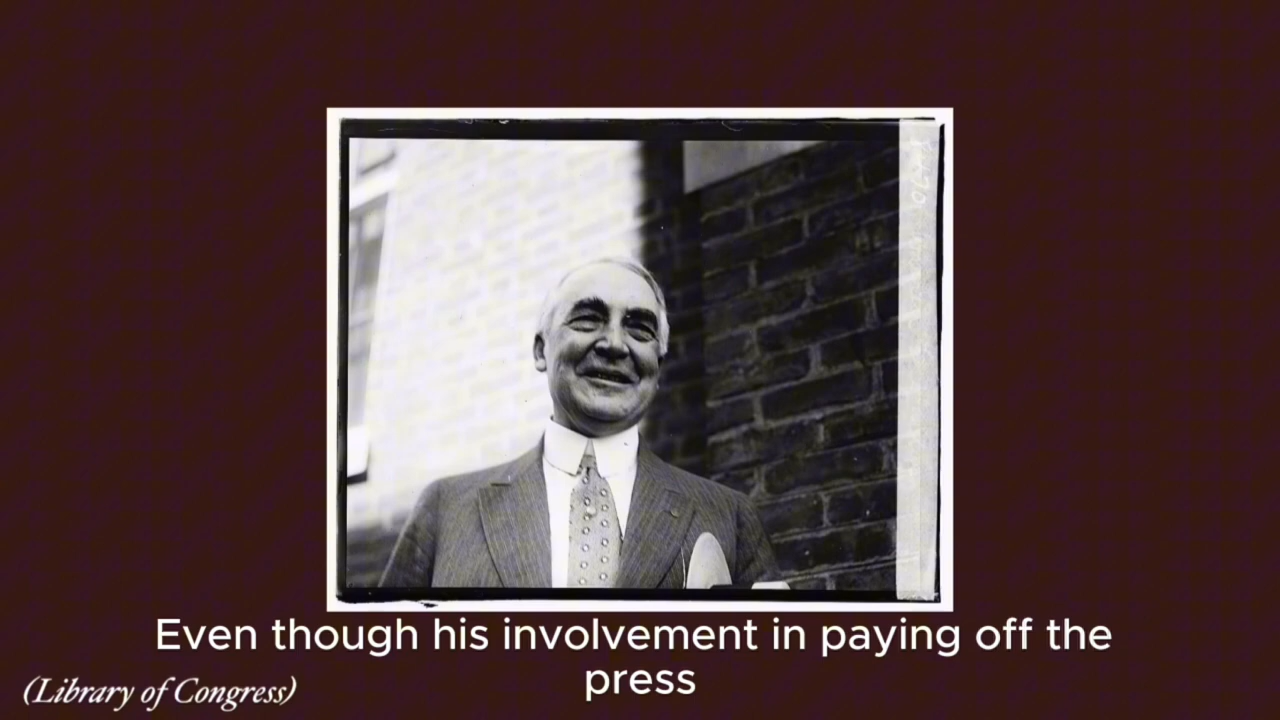 Even though his involvement in paying off the
press
(Library of Congress)